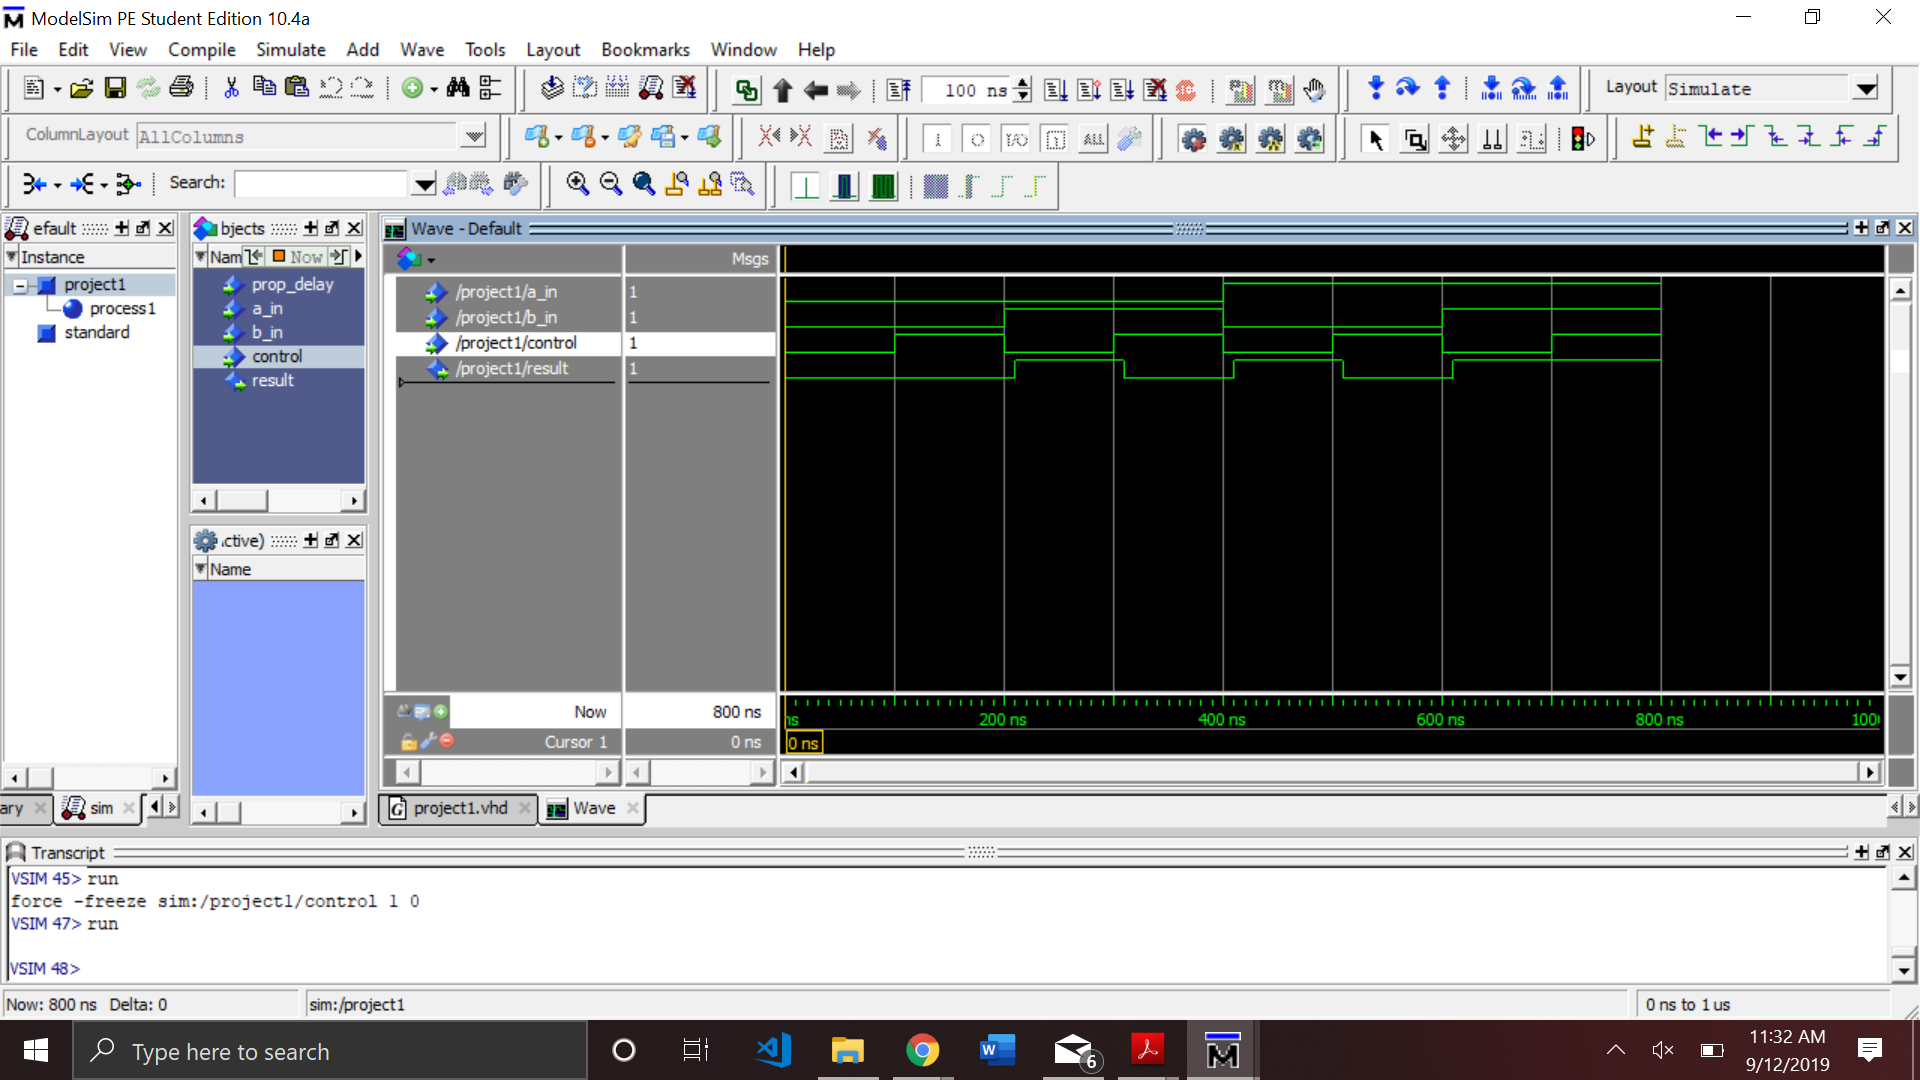 ModelSim PE Student Edition 10.4a
File Edit View Compile Simulate Add Wave Tools Layout Bookmarks Window Help
100 ns
Layout Simulate
ColumnLayout AllColumns
ALL
Search:
efault
Instance
project1
process1
standard
bjects
Nam Now
prop_delay
a_in
b_in
control
result
ctive)
Name
Wave - Default
Msgs
/project1/a_in 1
/project1/b_in 1
/project1/control 1
/project1/result 1
Now 800 ns
ns 200 ns 400 ns 600 ns 800 ns 100
Cursor 1 0 ns
0 ns
ary sim
project1.vhd Wave
Transcript
VSIM 45> run
force -freeze sim:/project1/control 1 0
VSIM 47> run
VSIM 48>
Now: 800 ns Delta: 0 sim:/project1 0 ns to 1 us
Type here to search
6
11:32 AM
9/12/2019